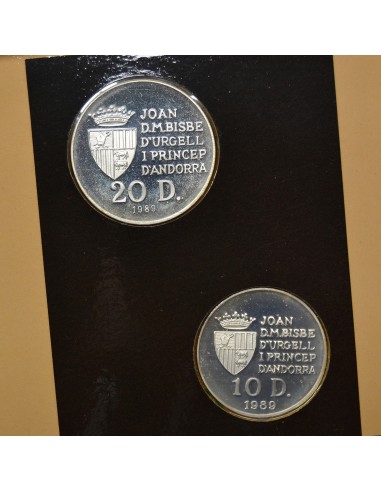 JOAN
D.M.BISBE
D'URGELL
I PRINCEP
D'ANDORRA
20 D.
1989
JOAN
D.M.BISBE
D'URGELL
I PRINCEP
D'ANDORRA
10 D.
1989